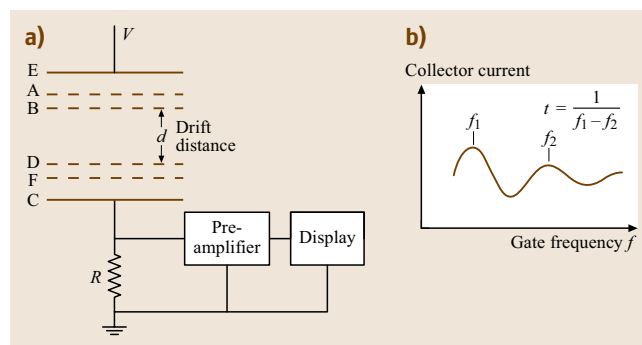 a)
V
E
A
B
d Drift
distance
D
F
C
Pre-
amplifier
Display
R
b)
Collector current
t = 1/(f₁ – f₂)
f₁
f₂
Gate frequency f